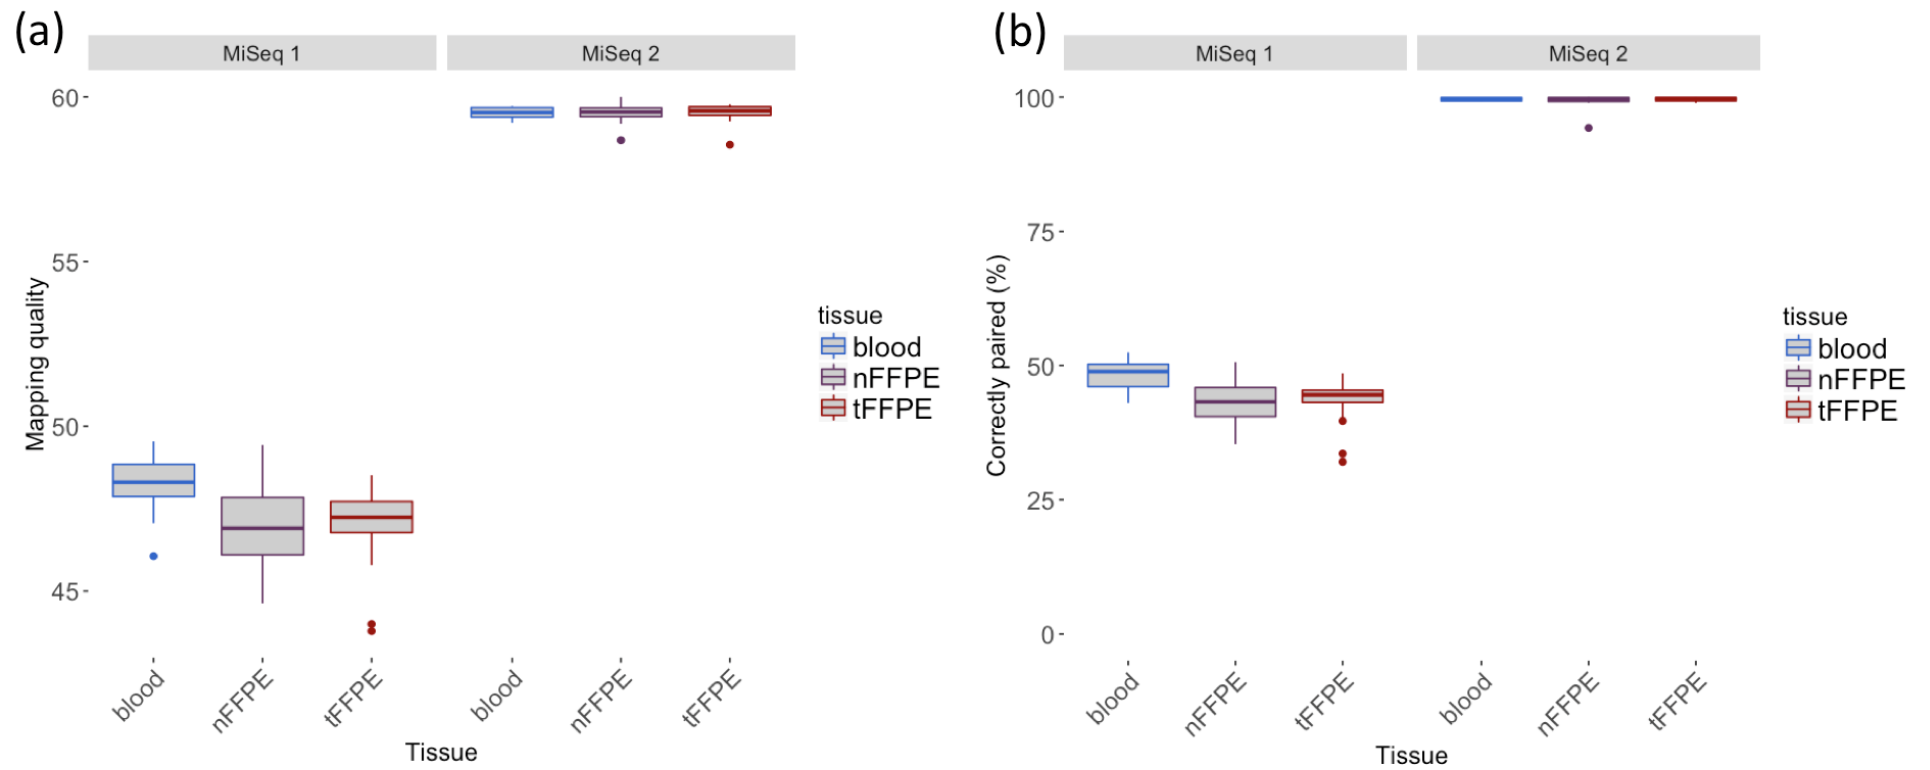 (a)
MiSeq 1
MiSeq 2
60
55
50
45
Mapping quality
blood
nFFPE
tFFPE
blood
nFFPE
tFFPE
Tissue
tissue
blood
nFFPE
tFFPE
(b)
MiSeq 1
MiSeq 2
100
75
50
25
0
Correctly paired (%)
blood
nFFPE
tFFPE
blood
nFFPE
tFFPE
Tissue
tissue
blood
nFFPE
tFFPE